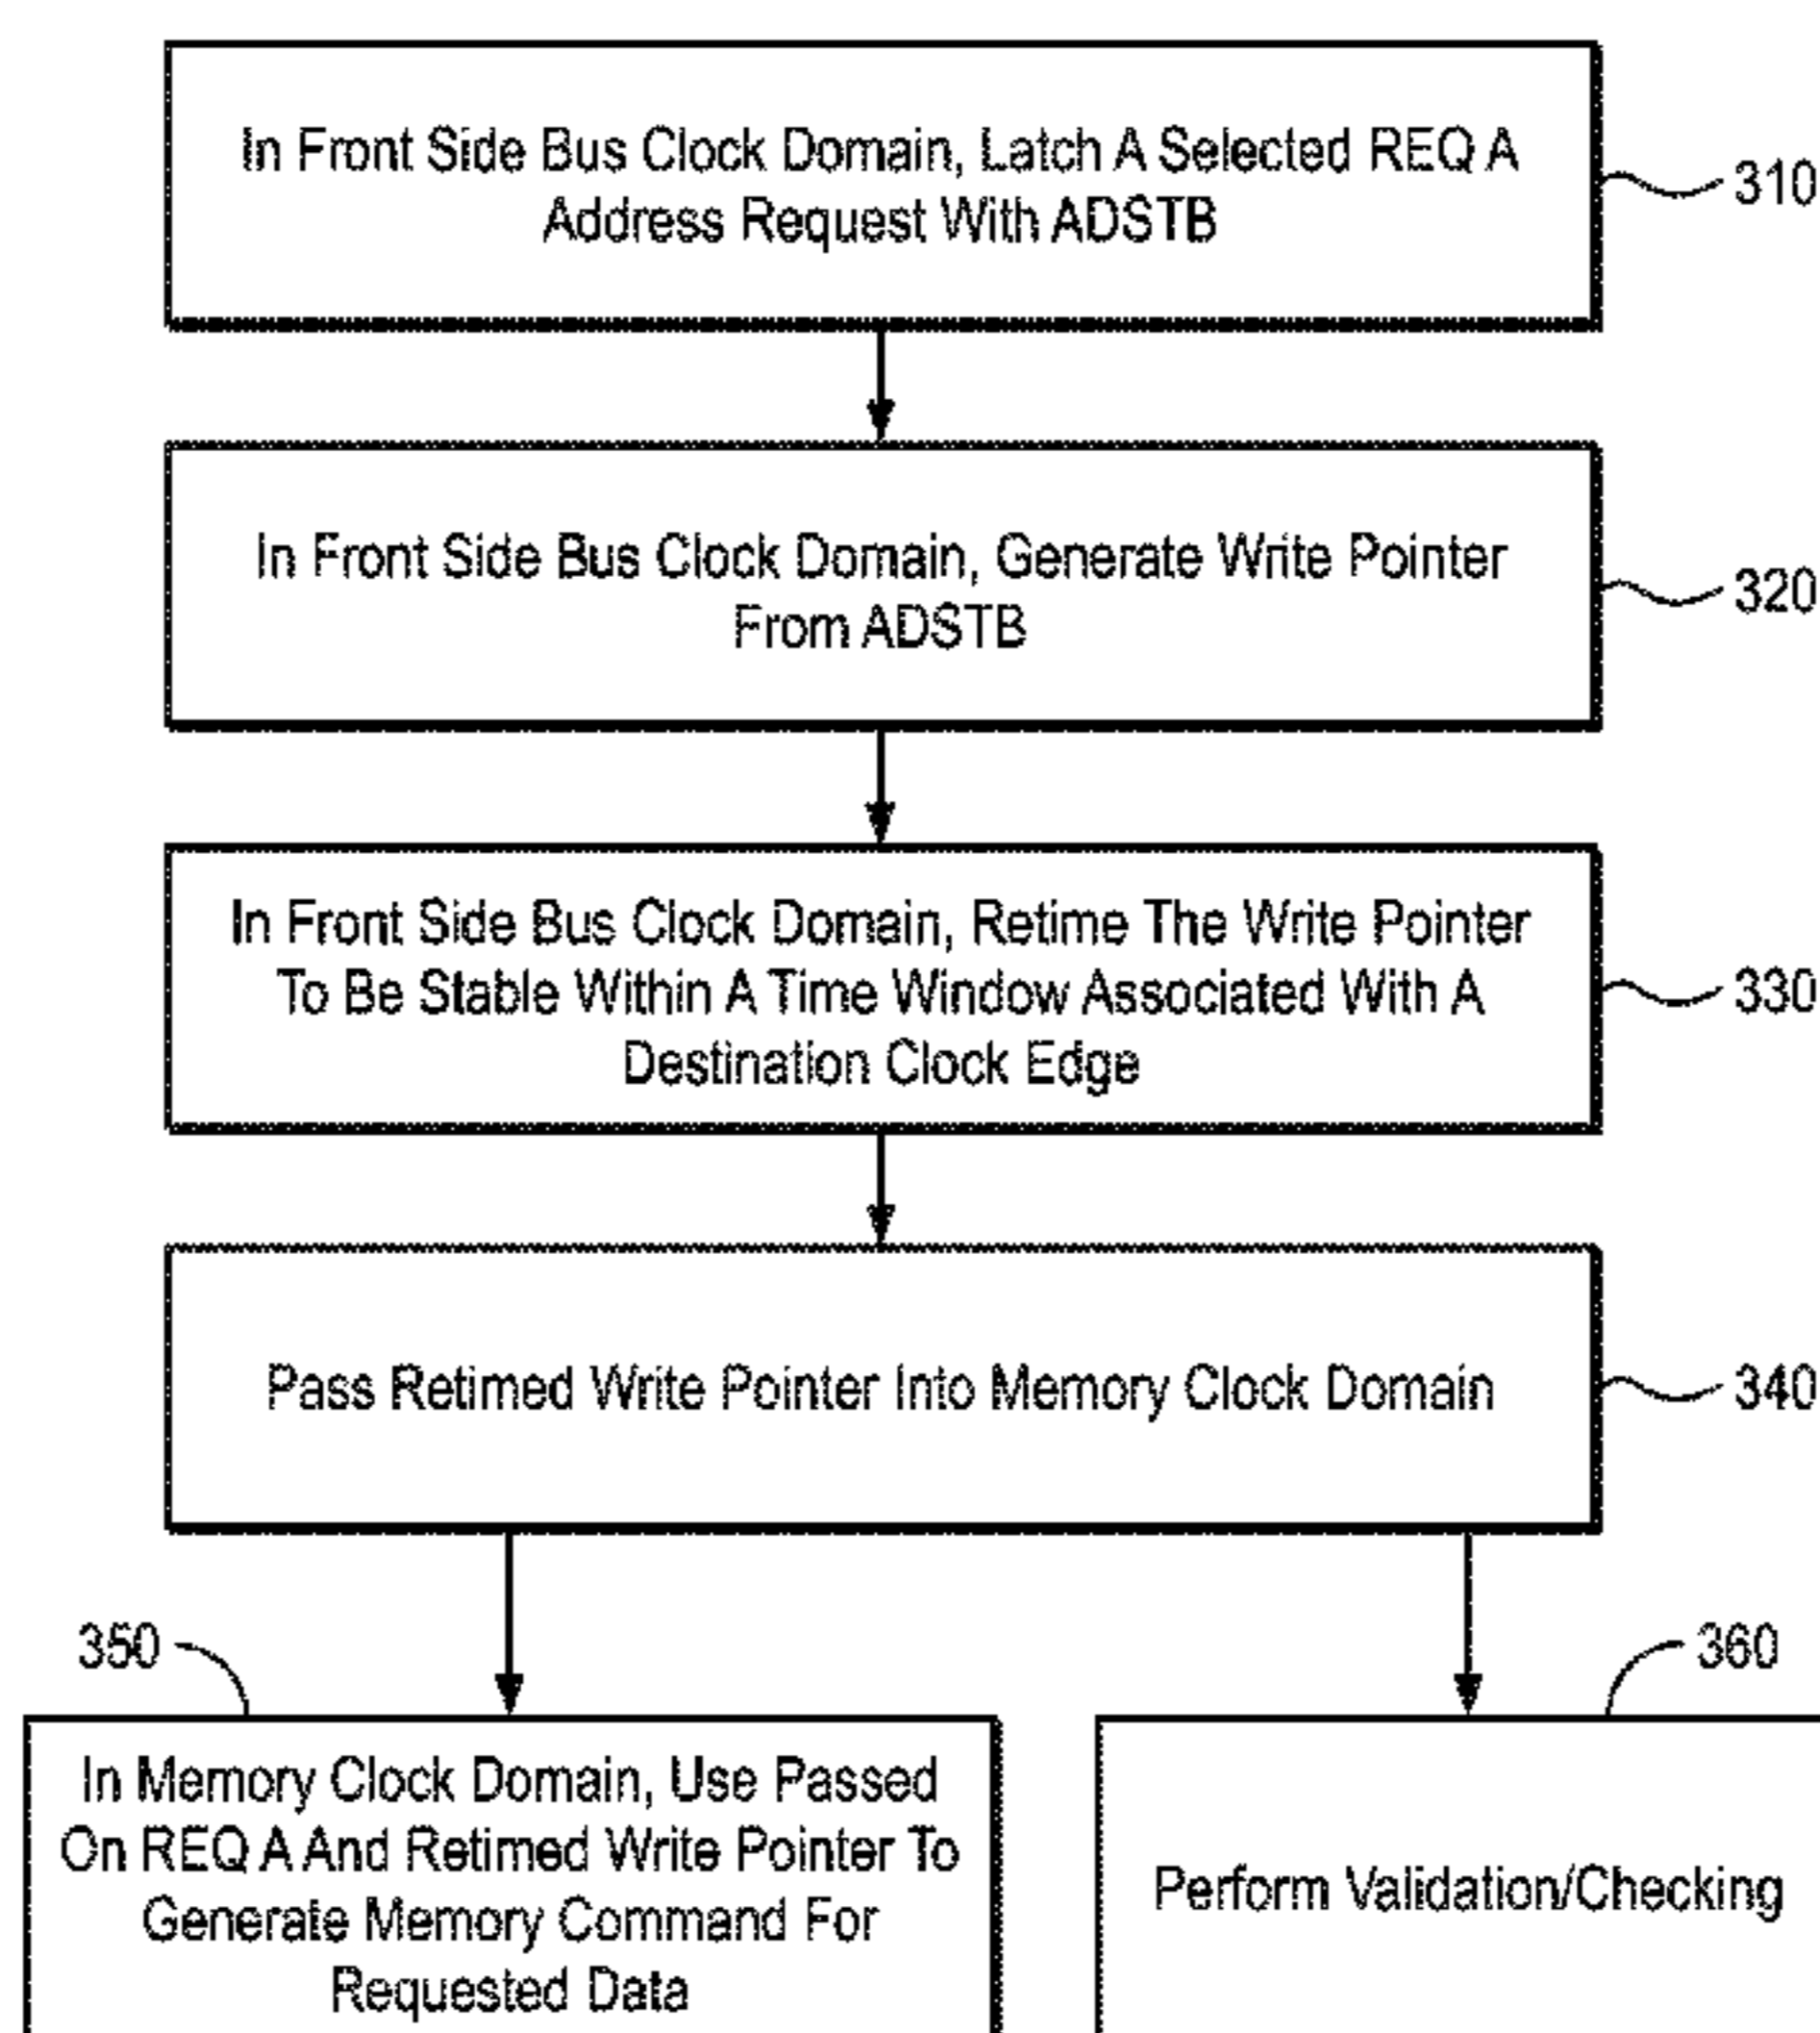 In Front Side Bus Clock Domain, Latch A Selected REQ A
Address Request With ADSTB
310
In Front Side Bus Clock Domain, Generate Write Pointer
From ADSTB
320
In Front Side Bus Clock Domain, Retime The Write Pointer
To Be Stable Within A Time Window Associated With A
Destination Clock Edge
330
Pass Retimed Write Pointer Into Memory Clock Domain
340
350
360
In Memory Clock Domain, Use Passed
On REQ A And Retimed Write Pointer To
Generate Memory Command For
Requested Data
Perform Validation/Checking